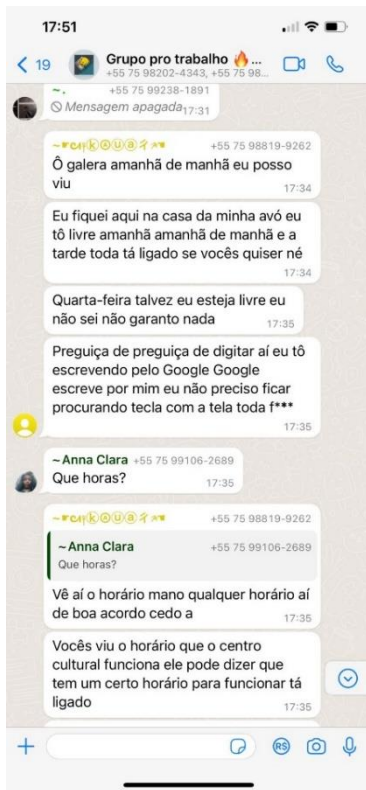 17:51
19
Grupo pro trabalho 🔥...
+55 75 98202-4343, +55 75 98...
~. +55 75 99238-1891
Mensagem apagada 17:31
+55 75 98819-9262
Ô galera amanhã de manhã eu posso
viu
17:34
Eu fiquei aqui na casa da minha avó eu
tô livre amanhã amanhã de manhã e a
tarde toda tá ligado se vocês quiser né
17:34
Quarta-feira talvez eu esteja livre eu
não sei não garanto nada
17:35
Preguiça de preguiça de digitar aí eu tô
escrevendo pelo Google Google
escreve por mim eu não preciso ficar
procurando tecla com a tela toda f***
17:35
~Anna Clara +55 75 99106-2689
Que horas?
17:35
+55 75 98819-9262
~Anna Clara +55 75 99106-2689
Que horas?
Vê aí o horário mano qualquer horário aí
de boa acordo cedo a
17:35
Vocês viu o horário que o centro
cultural funciona ele pode dizer que
tem um certo horário para funcionar tá
ligado
17:35